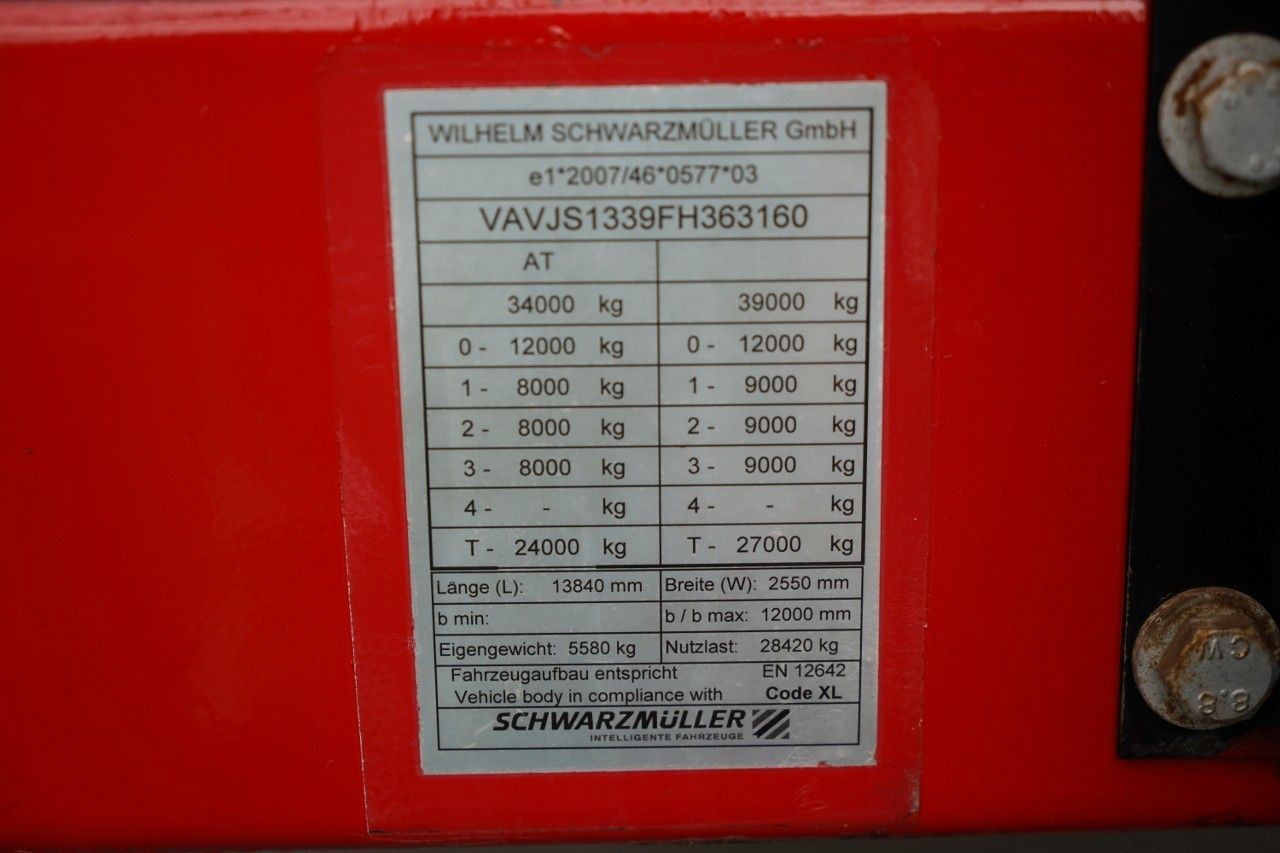 WILHELM SCHWARZMÜLLER GmbH
e1*2007/46*0577*03
VAVJS1339FH363160
AT
34000 kg 39000 kg
0 - 12000 kg 0 - 12000 kg
1 - 8000 kg 1 - 9000 kg
2 - 8000 kg 2 - 9000 kg
3 - 8000 kg 3 - 9000 kg
4 - - kg 4 - - kg
T - 24000 kg T - 27000 kg
Länge (L): 13840 mm Breite (W): 2550 mm
b min: b / b max: 12000 mm
Eigengewicht: 5580 kg Nutzlast: 28420 kg
Fahrzeugaufbau entspricht EN 12642
Vehicle body in compliance with Code XL
SCHWARZMÜLLER
INTELLIGENTE FAHRZEUGE
CW
8.8